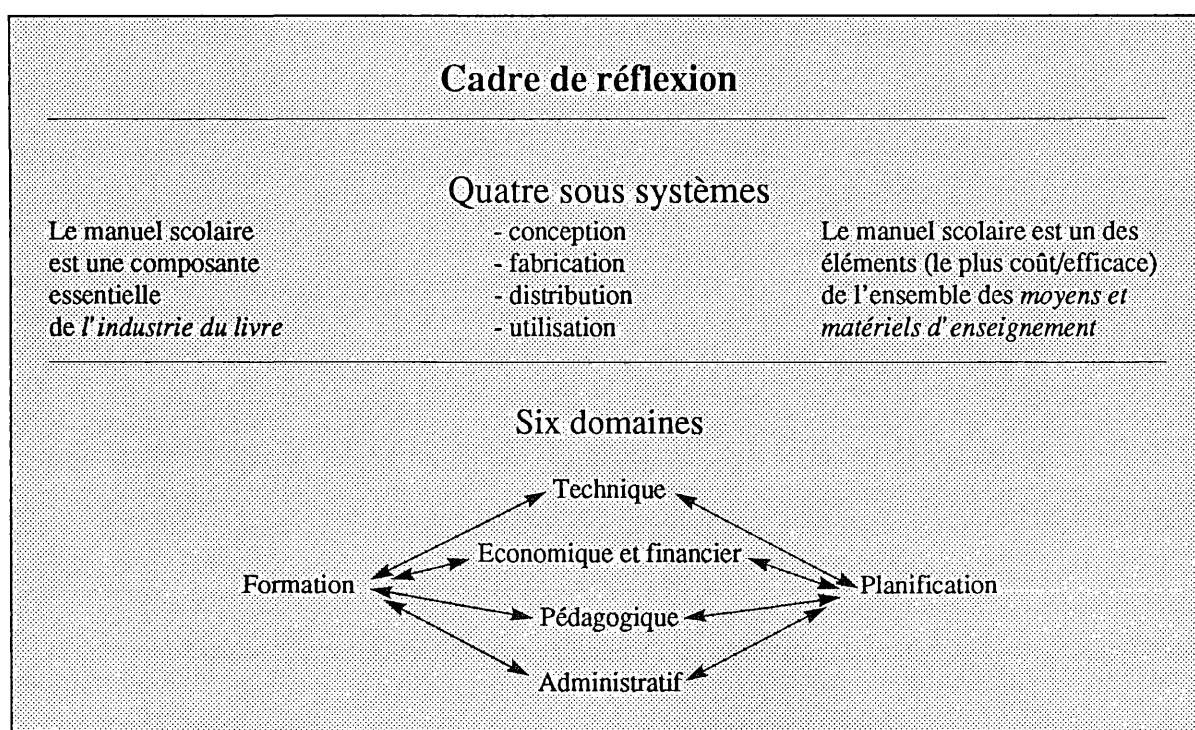 Cadre de réflexion
Quatre sous systèmes
Le manuel scolaire
est une composante
essentielle
de l'industrie du livre
- conception
- fabrication
- distribution
- utilisation
Le manuel scolaire est un des
éléments (le plus coût/efficace)
de l'ensemble des moyens et
matériels d'enseignement
Six domaines
Technique
Economique et financier
Formation
Planification
Pédagogique
Administratif